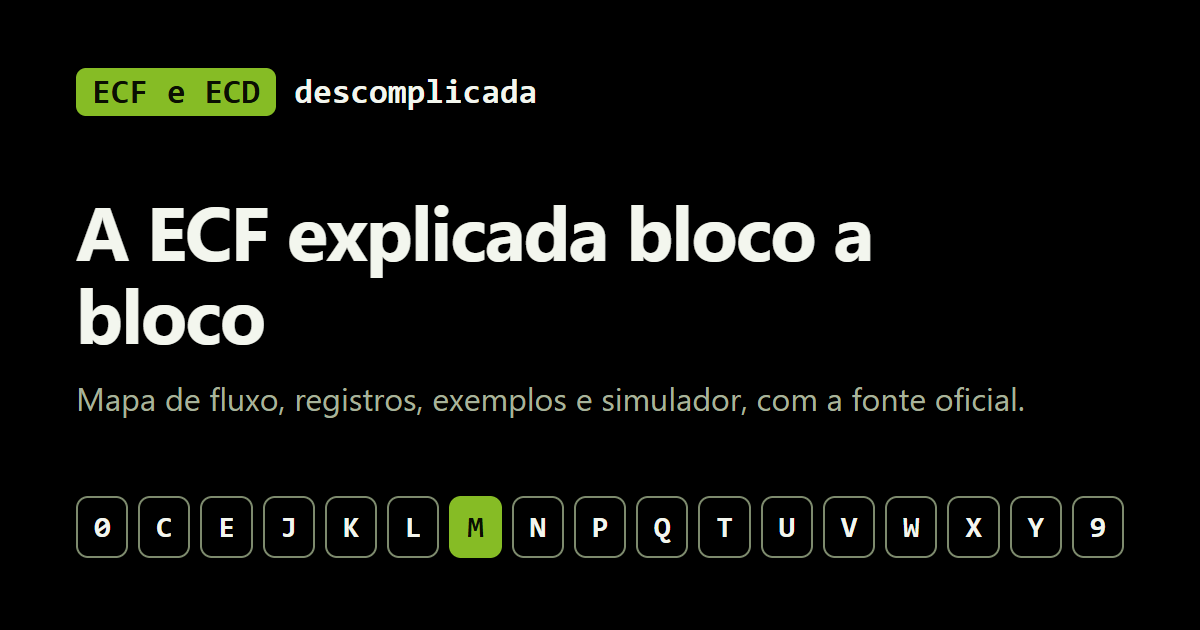 ECF e ECD descomplicada
A ECF explicada bloco a
bloco
Mapa de fluxo, registros, exemplos e simulador, com a fonte oficial.
0 C E J K L M N P Q T U V W X Y 9